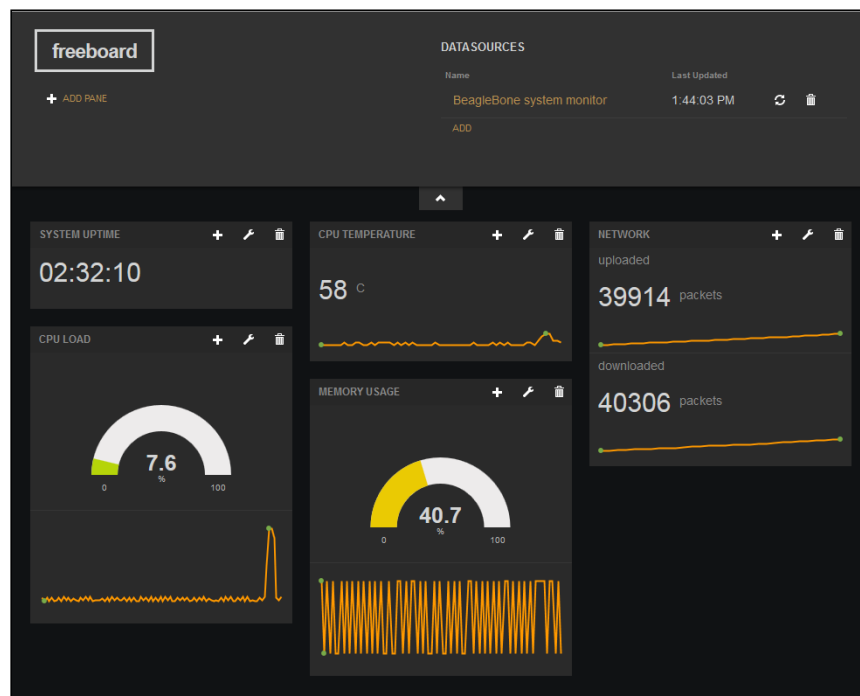 freeboard
ADD PANE
DATASOURCES
Name Last Updated
BeagleBone system monitor 1:44:03 PM
ADD
SYSTEM UPTIME
02:32:10
CPU LOAD
7.6
%
0 100
CPU TEMPERATURE
58 C
MEMORY USAGE
40.7
%
0 100
NETWORK
uploaded
39914 packets
downloaded
40306 packets